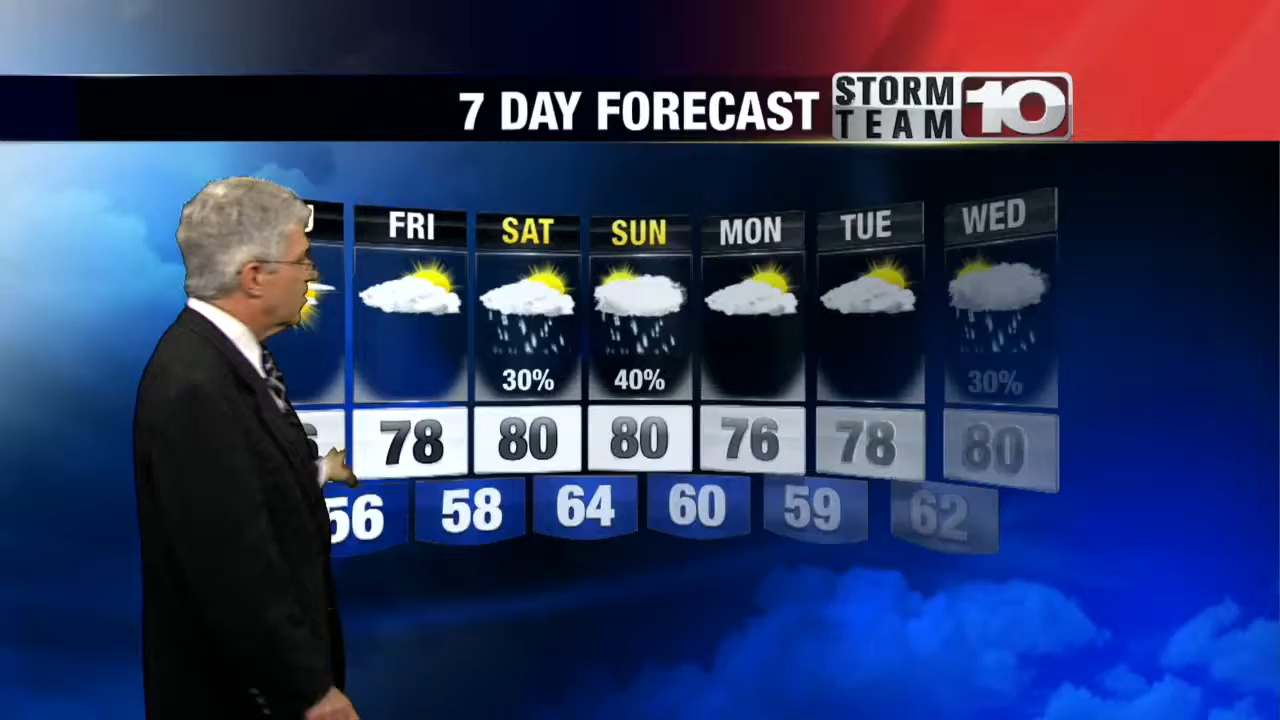 7 DAY FORECAST
STORM
TEAM
10
FRI SAT SUN MON TUE WED
30% 40% 30%
78 80 80 76 78 80
56 58 64 60 59 62